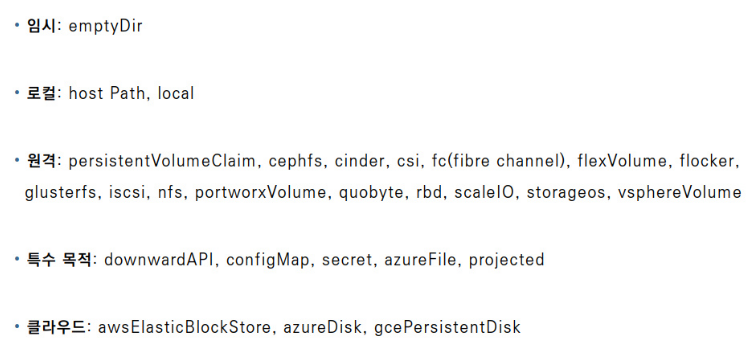 • 임시: emptyDir
• 로컬: host Path, local
• 원격: persistentVolumeClaim, cephfs, cinder, csi, fc(fibre channel), flexVolume, flocker,
glusterfs, iscsi, nfs, portworxVolume, quobyte, rbd, scaleIO, storageos, vsphereVolume
• 특수 목적: downwardAPI, configMap, secret, azureFile, projected
• 클라우드: awsElasticBlockStore, azureDisk, gcePersistentDisk